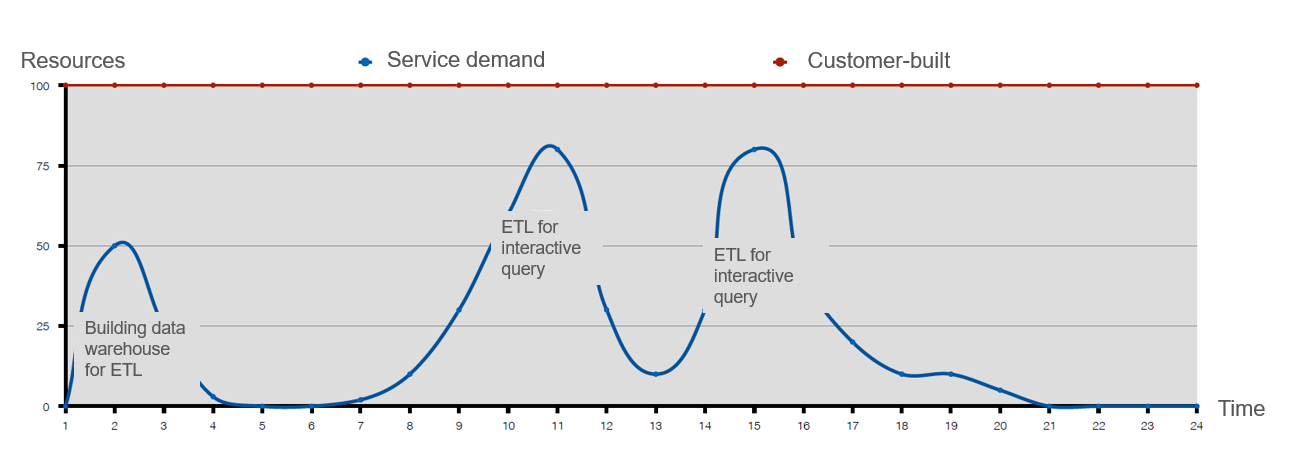 Resources
Service demand
Customer-built
100
75
50
25
0
ETL for
interactive
query
ETL for
interactive
query
Building data
warehouse
for ETL
1 2 3 4 5 6 7 8 9 10 11 12 13 14 15 16 17 18 19 20 21 22 23 24
Time